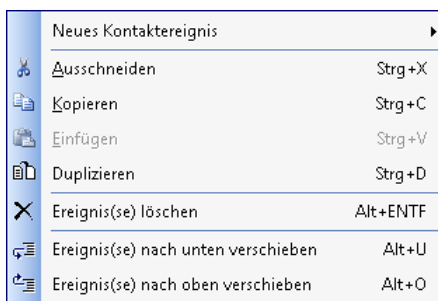 Neues Kontaktereignis
Ausschneiden Strg+X
Kopieren Strg+C
Einfügen Strg+V
Duplizieren Strg+D
Ereignis(se) löschen Alt+ENTF
Ereignis(se) nach unten verschieben Alt+U
Ereignis(se) nach oben verschieben Alt+O